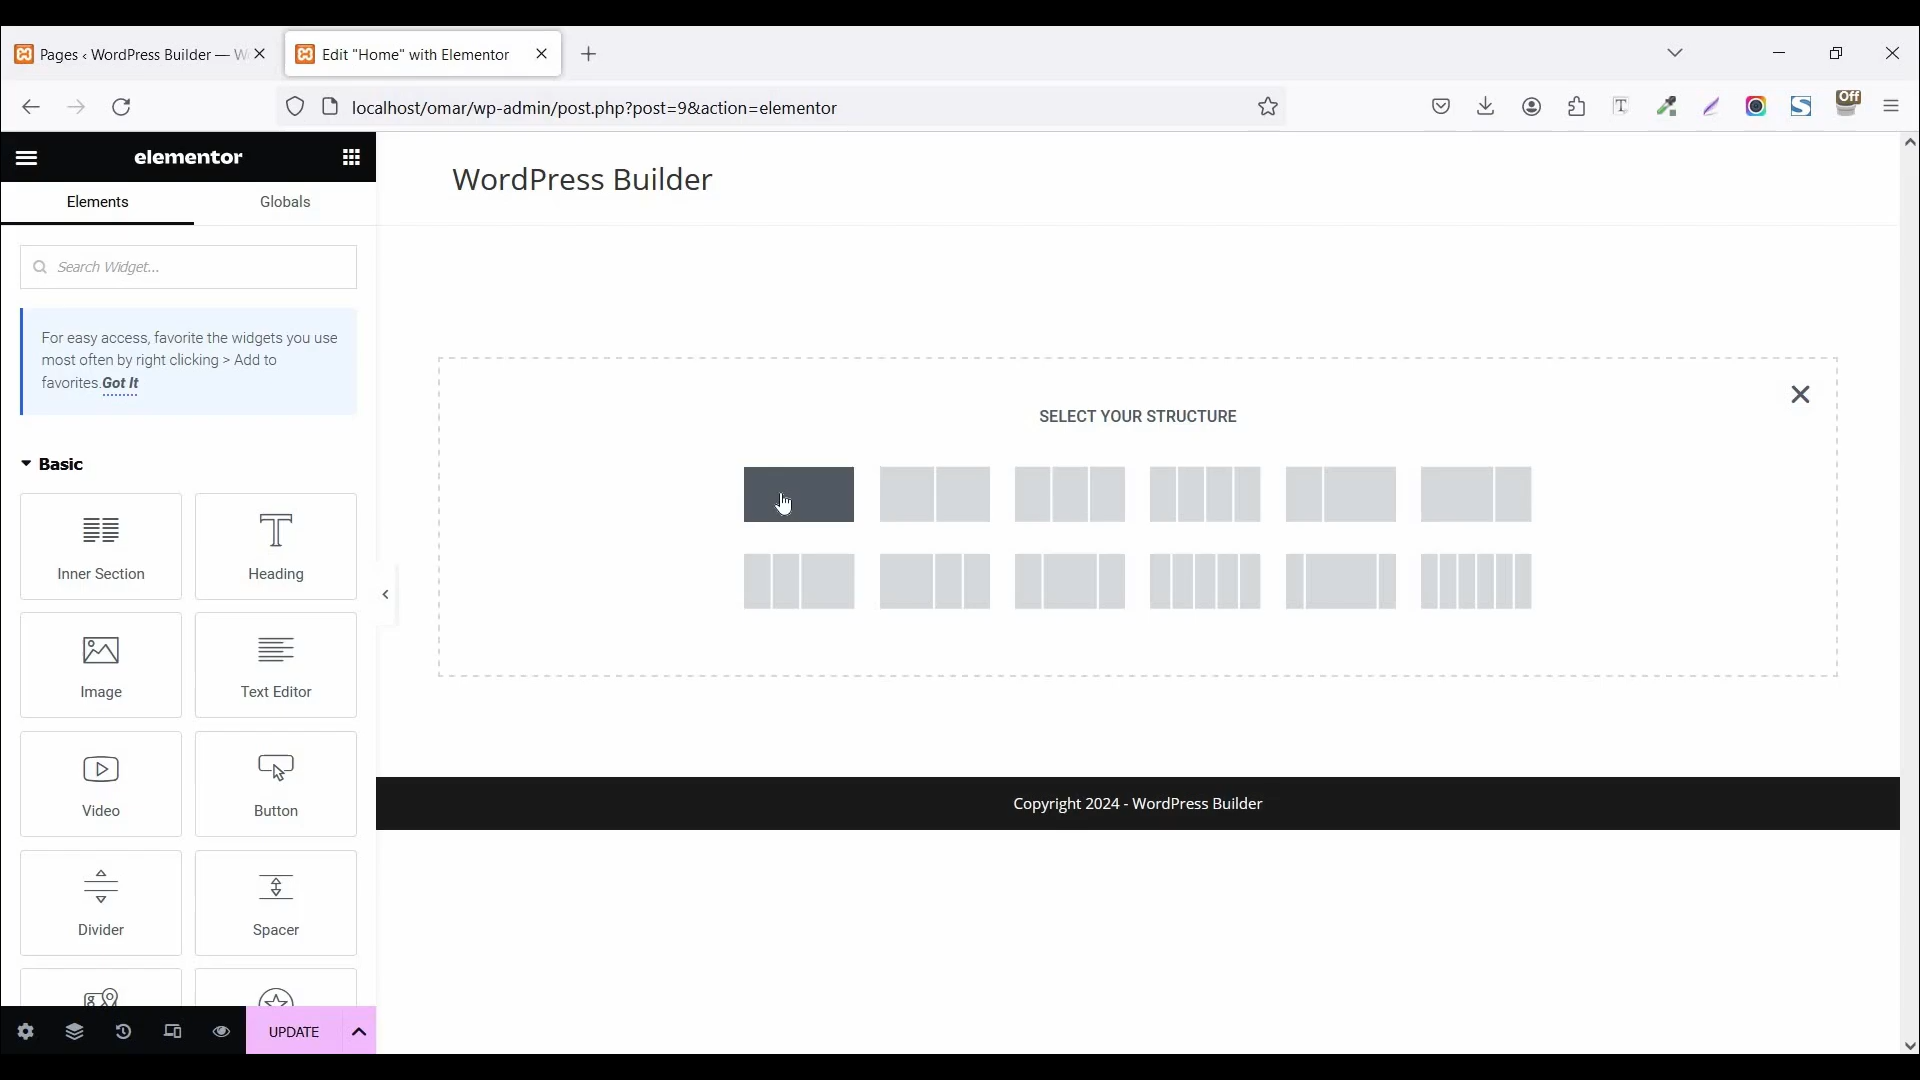 Pages ‹ WordPress Builder — W
Edit "Home" with Elementor
localhost/omar/wp-admin/post.php?post=9&action=elementor
Off
elementor
Elements
Globals
Search Widget...
For easy access, favorite the widgets you use
most often by right clicking > Add to
favorites.Got It
Basic
Inner Section
Heading
Image
Text Editor
Video
Button
Divider
Spacer
UPDATE
WordPress Builder
SELECT YOUR STRUCTURE
Copyright 2024 - WordPress Builder